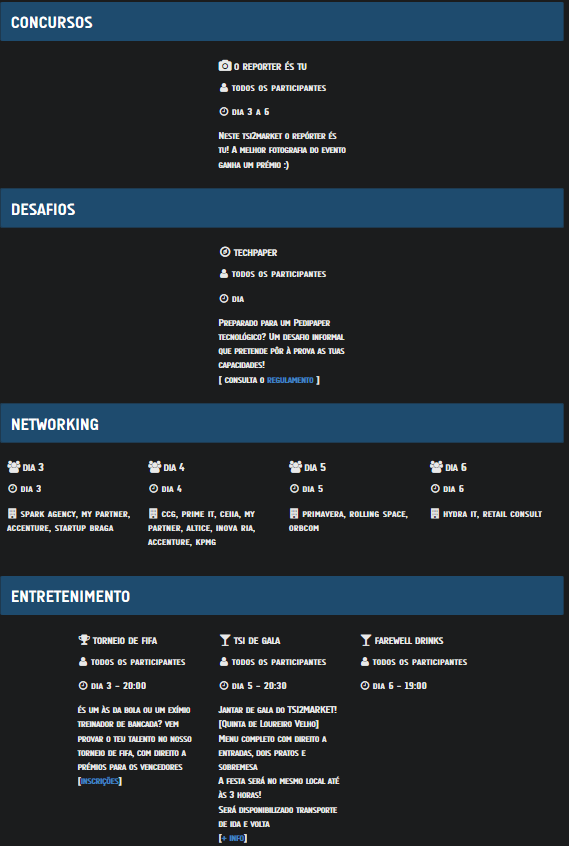 CONCURSOS
O REPORTER ÉS TU
TODOS OS PARTICIPANTES
DIA 3 A 6
NESTE TSI2MARKET O REPÓRTER ÉS
TU! A MELHOR FOTOGRAFIA DO EVENTO
GANHA UM PRÉMIO :)
DESAFIOS
TECHPAPER
TODOS OS PARTICIPANTES
DIA
PREPARADO PARA UM PEDIPAPER
TECNOLÓGICO? UM DESAFIO INFORMAL
QUE PRETENDE PÔR À PROVA AS TUAS
CAPACIDADES!
[ CONSULTA O REGULAMENTO ]
NETWORKING
DIA 3
DIA 3
SPARK AGENCY, MY PARTNER,
ACCENTURE, STARTUP BRAGA
DIA 4
DIA 4
CCG, PRIME IT, CEIIA, MY
PARTNER, ALTICE, INOVA RIA,
ACCENTURE, KPMG
DIA 5
DIA 5
PRIMAVERA, ROLLING SPACE,
ORBCOM
DIA 6
DIA 6
HYDRA IT, RETAIL CONSULT
ENTRETENIMENTO
TORNEIO DE FIFA
TODOS OS PARTICIPANTES
DIA 3 - 20:00
ÉS UM ÀS DA BOLA OU UM EXÍMIO
TREINADOR DE BANCADA? VEM
PROVAR O TEU TALENTO NO NOSSO
TORNEIO DE FIFA, COM DIREITO A
PRÉMIOS PARA OS VENCEDORES
[INSCRIÇÕES]
TSI DE GALA
TODOS OS PARTICIPANTES
DIA 5 - 20:30
JANTAR DE GALA DO TSI2MARKET!
[QUINTA DE LOUREIRO VELHO]
MENU COMPLETO COM DIREITO A
ENTRADAS, DOIS PRATOS E
SOBREMESA
A FESTA SERÁ NO MESMO LOCAL ATÉ
ÀS 3 HORAS!
SERÁ DISPONIBILIZADO TRANSPORTE
DE IDA E VOLTA
[+ INFO]
FAREWELL DRINKS
TODOS OS PARTICIPANTES
DIA 6 - 19:00